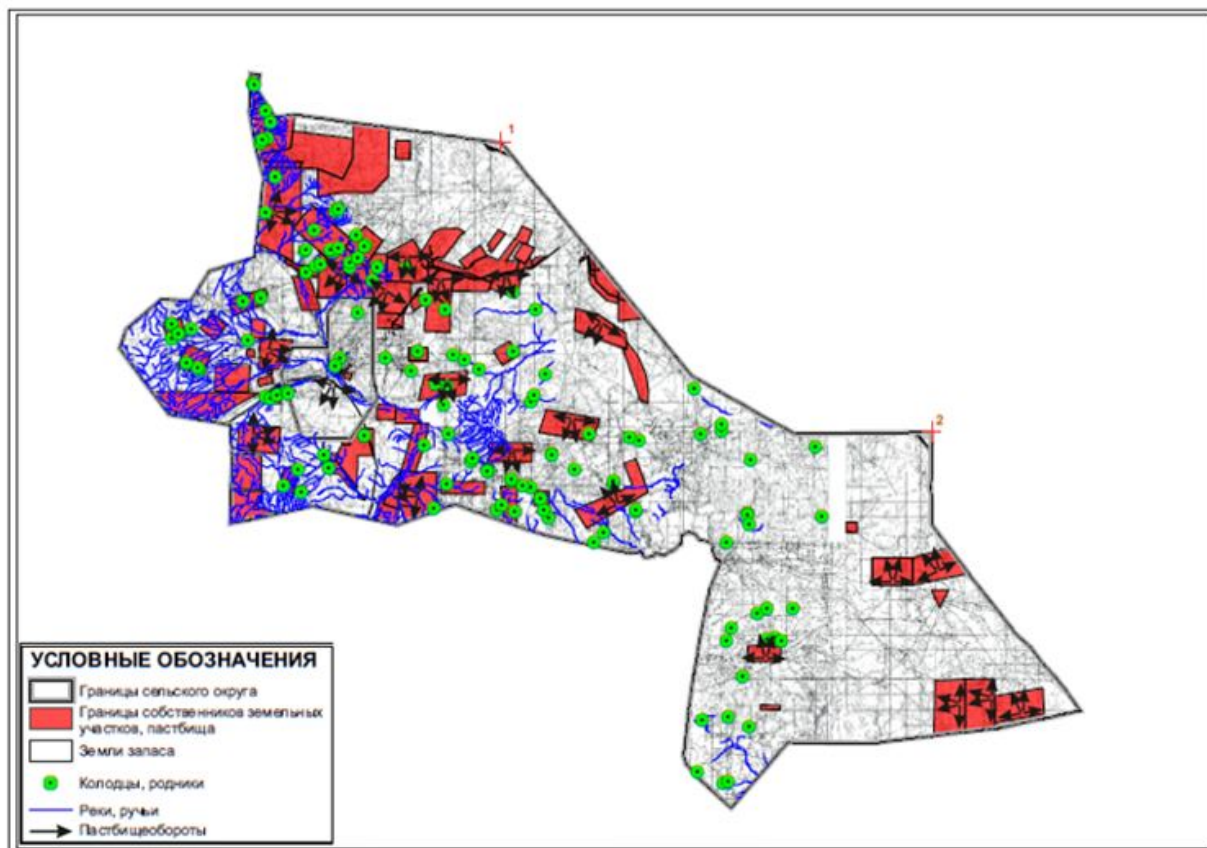 1
2
УСЛОВНЫЕ ОБОЗНАЧЕНИЯ
Границы сельского округа
Границы собственников земельных
участков, пастбища
Земли запаса
Колодцы, родники
Реки, ручьи
Пастбищеобороты